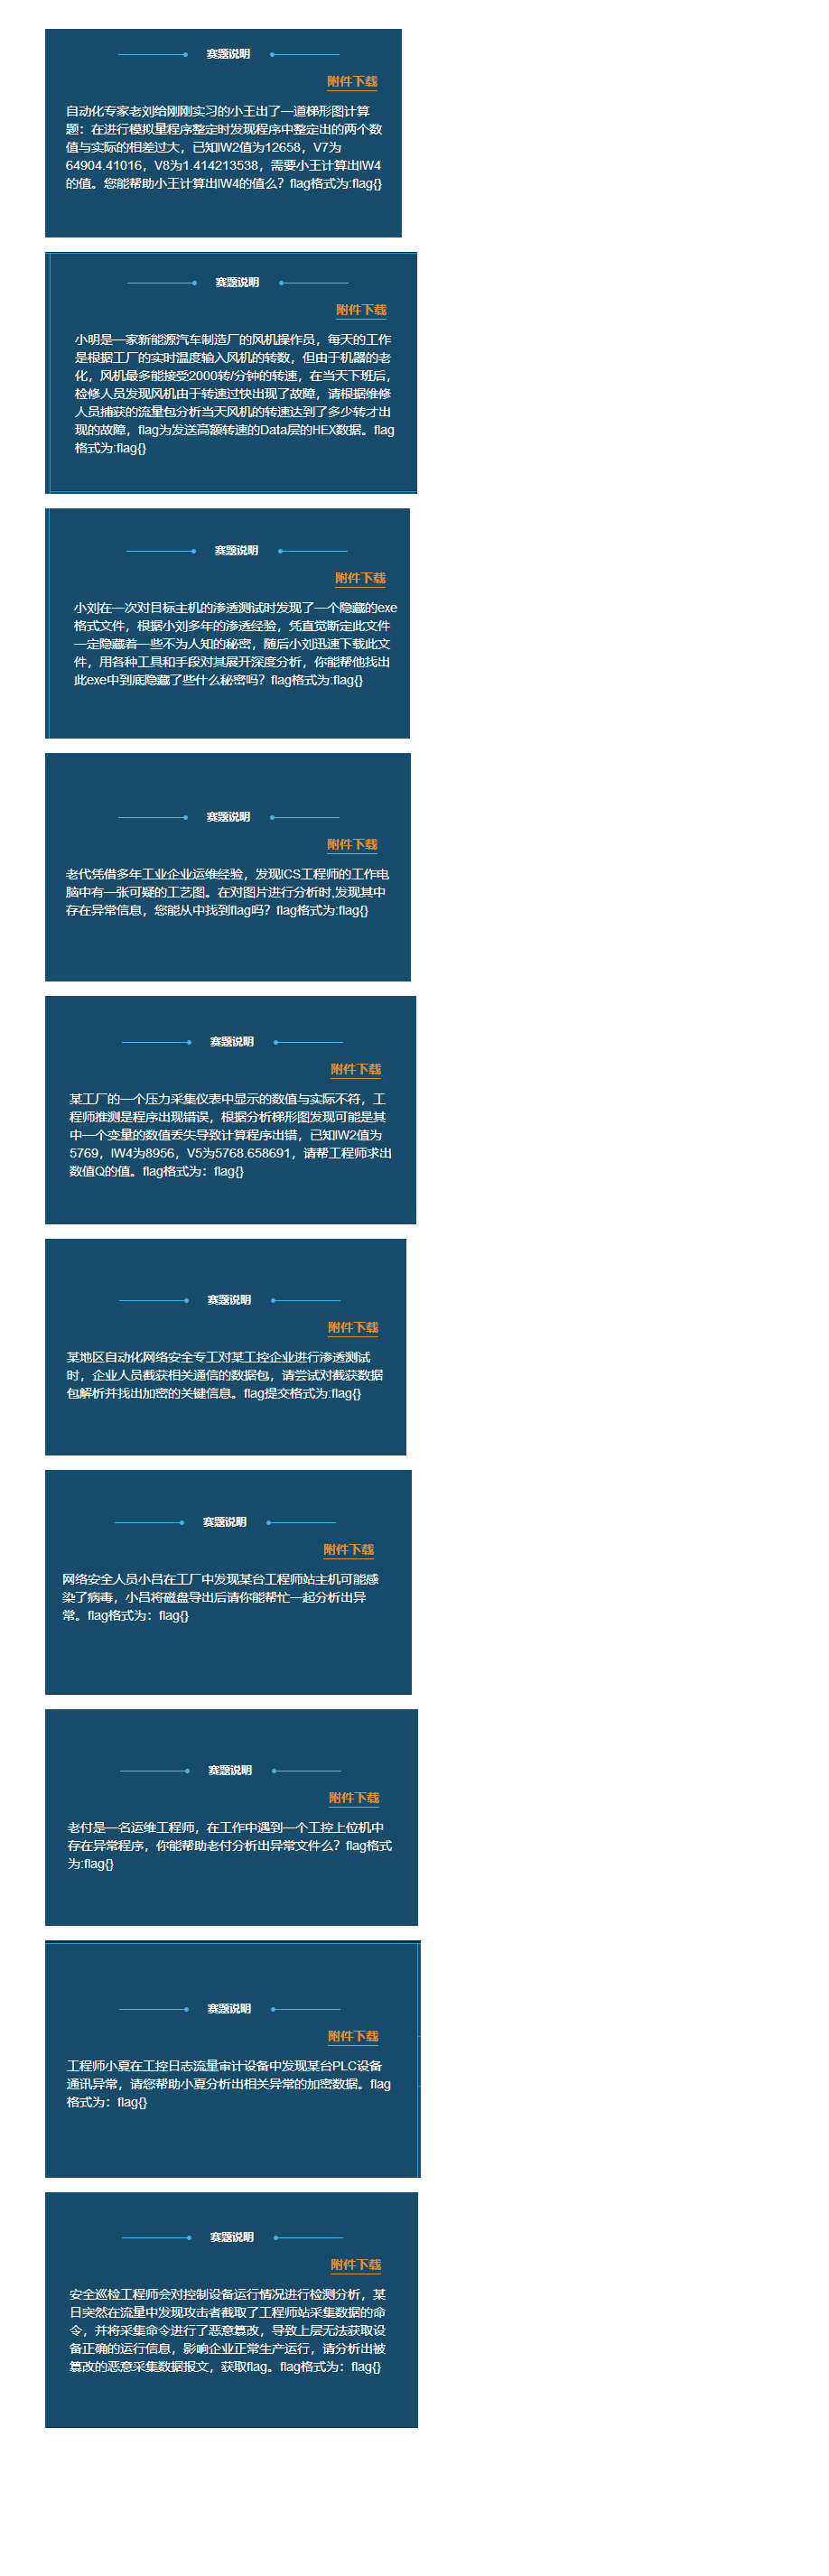 赛题说明
附件下载
自动化专家老刘给刚刚实习的小王出了一道梯形图计算
题：在进行模拟量程序整定时发现程序中整定出的两个数
值与实际的相差过大，已知IW2值为12658，V7为
64904.41016，V8为1.414213538，需要小王计算出IW4
的值。您能帮助小王计算出IW4的值么？flag格式为:flag{}
赛题说明
附件下载
小明是一家新能源汽车制造厂的风机操作员，每天的工作
是根据工厂的实时温度输入风机的转数，但由于机器的老
化，风机最多能接受2000转/分钟的转速，在当天下班后，
检修人员发现风机由于转速过快出现了故障，请根据维修
人员捕获的流量包分析当天风机的转速达到了多少转才出
现的故障，flag为发送高额转速的Data层的HEX数据。flag
格式为:flag{}
赛题说明
附件下载
小刘在一次对目标主机的渗透测试时发现了一个隐藏的exe
格式文件，根据小刘多年的渗透经验，凭直觉断定此文件
一定隐藏着一些不为人知的秘密，随后小刘迅速下载此文
件，用各种工具和手段对其展开深度分析，你能帮他找出
此exe中到底隐藏了些什么秘密吗？flag格式为:flag{}
赛题说明
附件下载
老代凭借多年工业企业运维经验，发现ICS工程师的工作电
脑中有一张可疑的工艺图。在对图片进行分析时,发现其中
存在异常信息，您能从中找到flag吗？flag格式为:flag{}
赛题说明
附件下载
某工厂的一个压力采集仪表中显示的数值与实际不符，工
程师推测是程序出现错误，根据分析梯形图发现可能是其
中一个变量的数值丢失导致计算程序出错，已知IW2值为
5769，IW4为8956，V5为5768.658691，请帮工程师求出
数值Q的值。flag格式为：flag{}
赛题说明
附件下载
某地区自动化网络安全专工对某工控企业进行渗透测试
时，企业人员截获相关通信的数据包，请尝试对截获数据
包解析并找出加密的关键信息。flag提交格式为:flag{}
赛题说明
附件下载
网络安全人员小吕在工厂中发现某台工程师站主机可能感
染了病毒，小吕将磁盘导出后请你能帮忙一起分析出异
常。flag格式为：flag{}
赛题说明
附件下载
老付是一名运维工程师，在工作中遇到一个工控上位机中
存在异常程序，你能帮助老付分析出异常文件么？flag格式
为:flag{}
赛题说明
附件下载
工程师小夏在工控日志流量审计设备中发现某台PLC设备
通讯异常，请您帮助小夏分析出相关异常的加密数据。flag
格式为：flag{}
赛题说明
附件下载
安全巡检工程师会对控制设备运行情况进行检测分析，某
日突然在流量中发现攻击者截取了工程师站采集数据的命
令，并将采集命令进行了恶意篡改，导致上层无法获取设
备正确的运行信息，影响企业正常生产运行，请分析出被
篡改的恶意采集数据报文，获取flag。flag格式为：flag{}